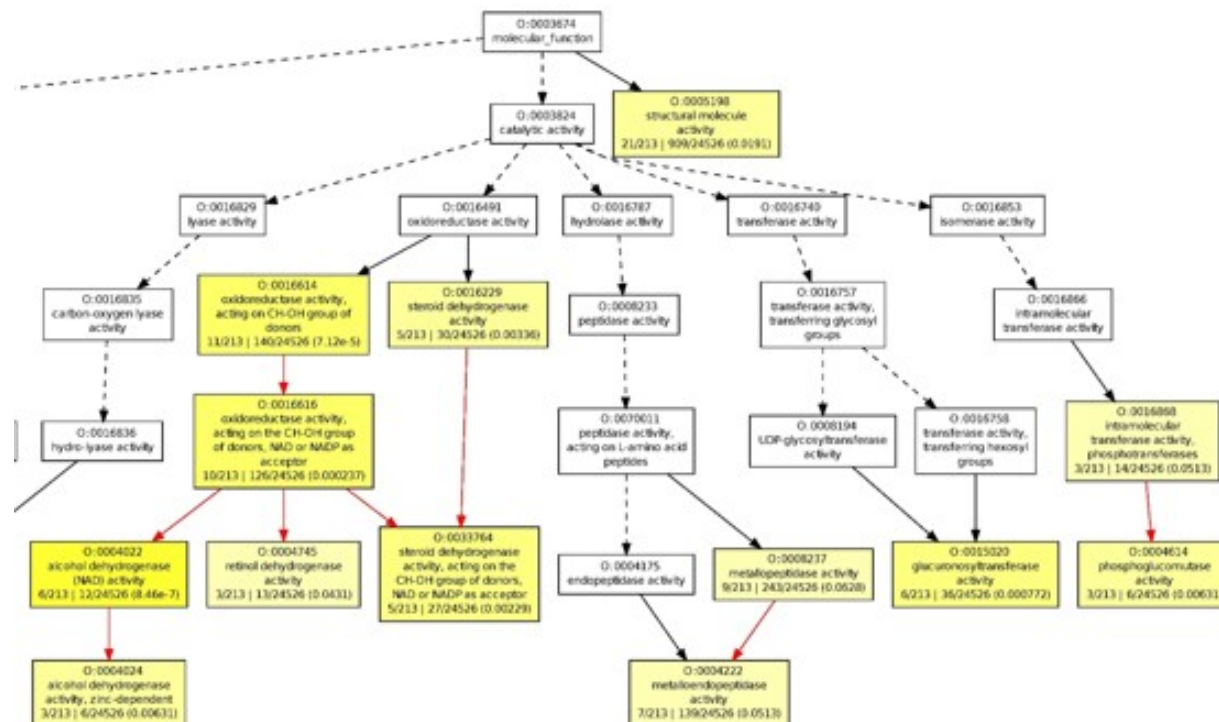 O:0003674
molecular_function
O:0005198
structural molecule
activity
21/213 | 909/24526 (0.0191)
O:0003824
catalytic activity
O:0016829
lyase activity
O:0016491
oxidoreductase activity
O:0016787
hydrolase activity
O:0016740
transferase activity
O:0016853
isomerase activity
O:0016835
carbon-oxygen lyase
activity
O:0016614
oxidoreductase activity,
acting on CH-OH group of
donors
11/213 | 140/24526 (7.12e-5)
O:0016229
steroid dehydrogenase
activity
5/213 | 30/24526 (0.00336)
O:0008233
peptidase activity
O:0016757
transferase activity,
transferring glycosyl
groups
O:0016866
intramolecular
transferase activity
O:0016836
hydro-lyase activity
O:0016616
oxidoreductase activity,
acting on the CH-OH group
of donors, NAD or NADP as
acceptor
10/213 | 126/24526 (0.000237)
O:0070011
peptidase activity,
acting on L-amino acid
peptides
O:0008194
UDP-glycosyltransferase
activity
O:0016758
transferase activity,
transferring hexosyl
groups
O:0016868
intramolecular
transferase activity,
phosphotransferases
3/213 | 14/24526 (0.0513)
O:0004022
alcohol dehydrogenase
(NAD) activity
6/213 | 12/24526 (8.46e-7)
O:0004745
retinol dehydrogenase
activity
3/213 | 13/24526 (0.0431)
O:0033764
steroid dehydrogenase
activity, acting on the
CH-OH group of donors,
NAD or NADP as acceptor
5/213 | 27/24526 (0.00229)
O:0004175
endopeptidase activity
O:0008237
metallopeptidase activity
9/213 | 243/24526 (0.0628)
O:0015020
glucuronosyltransferase
activity
6/213 | 36/24526 (0.000772)
O:0004614
phosphoglucomutase
activity
3/213 | 6/24526 (0.00631)
O:0004024
alcohol dehydrogenase
activity, zinc-dependent
3/213 | 6/24526 (0.00631)
O:0004222
metalloendopeptidase
activity
7/213 | 139/24526 (0.0513)